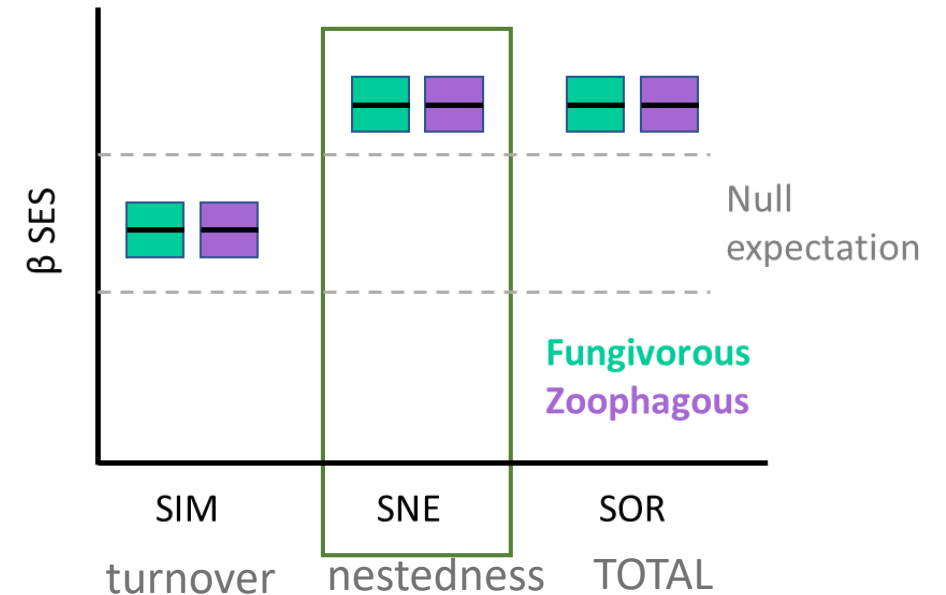 β SES
Null
expectation
Fungivorous
Zoophagous
SIM
SNE
SOR
turnover
nestedness
TOTAL